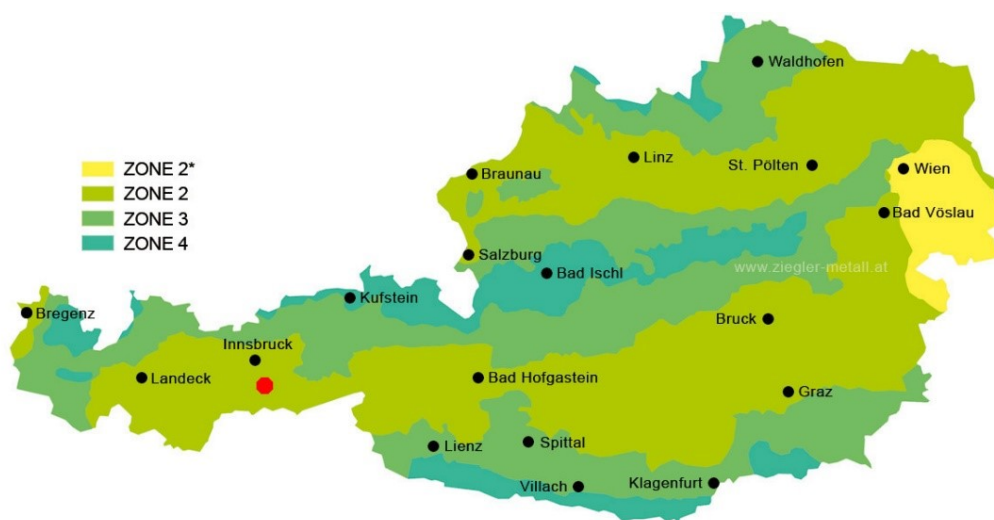 Waldhofen
Linz
St. Pölten
Wien
ZONE 2*
ZONE 2
ZONE 3
ZONE 4
Braunau
Bad Vöslau
Salzburg
Bad Ischl
www.ziegler-metall.at
Kufstein
Bregenz
Bruck
Innsbruck
Landeck
Bad Hofgastein
Graz
Lienz
Spittal
Villach
Klagenfurt